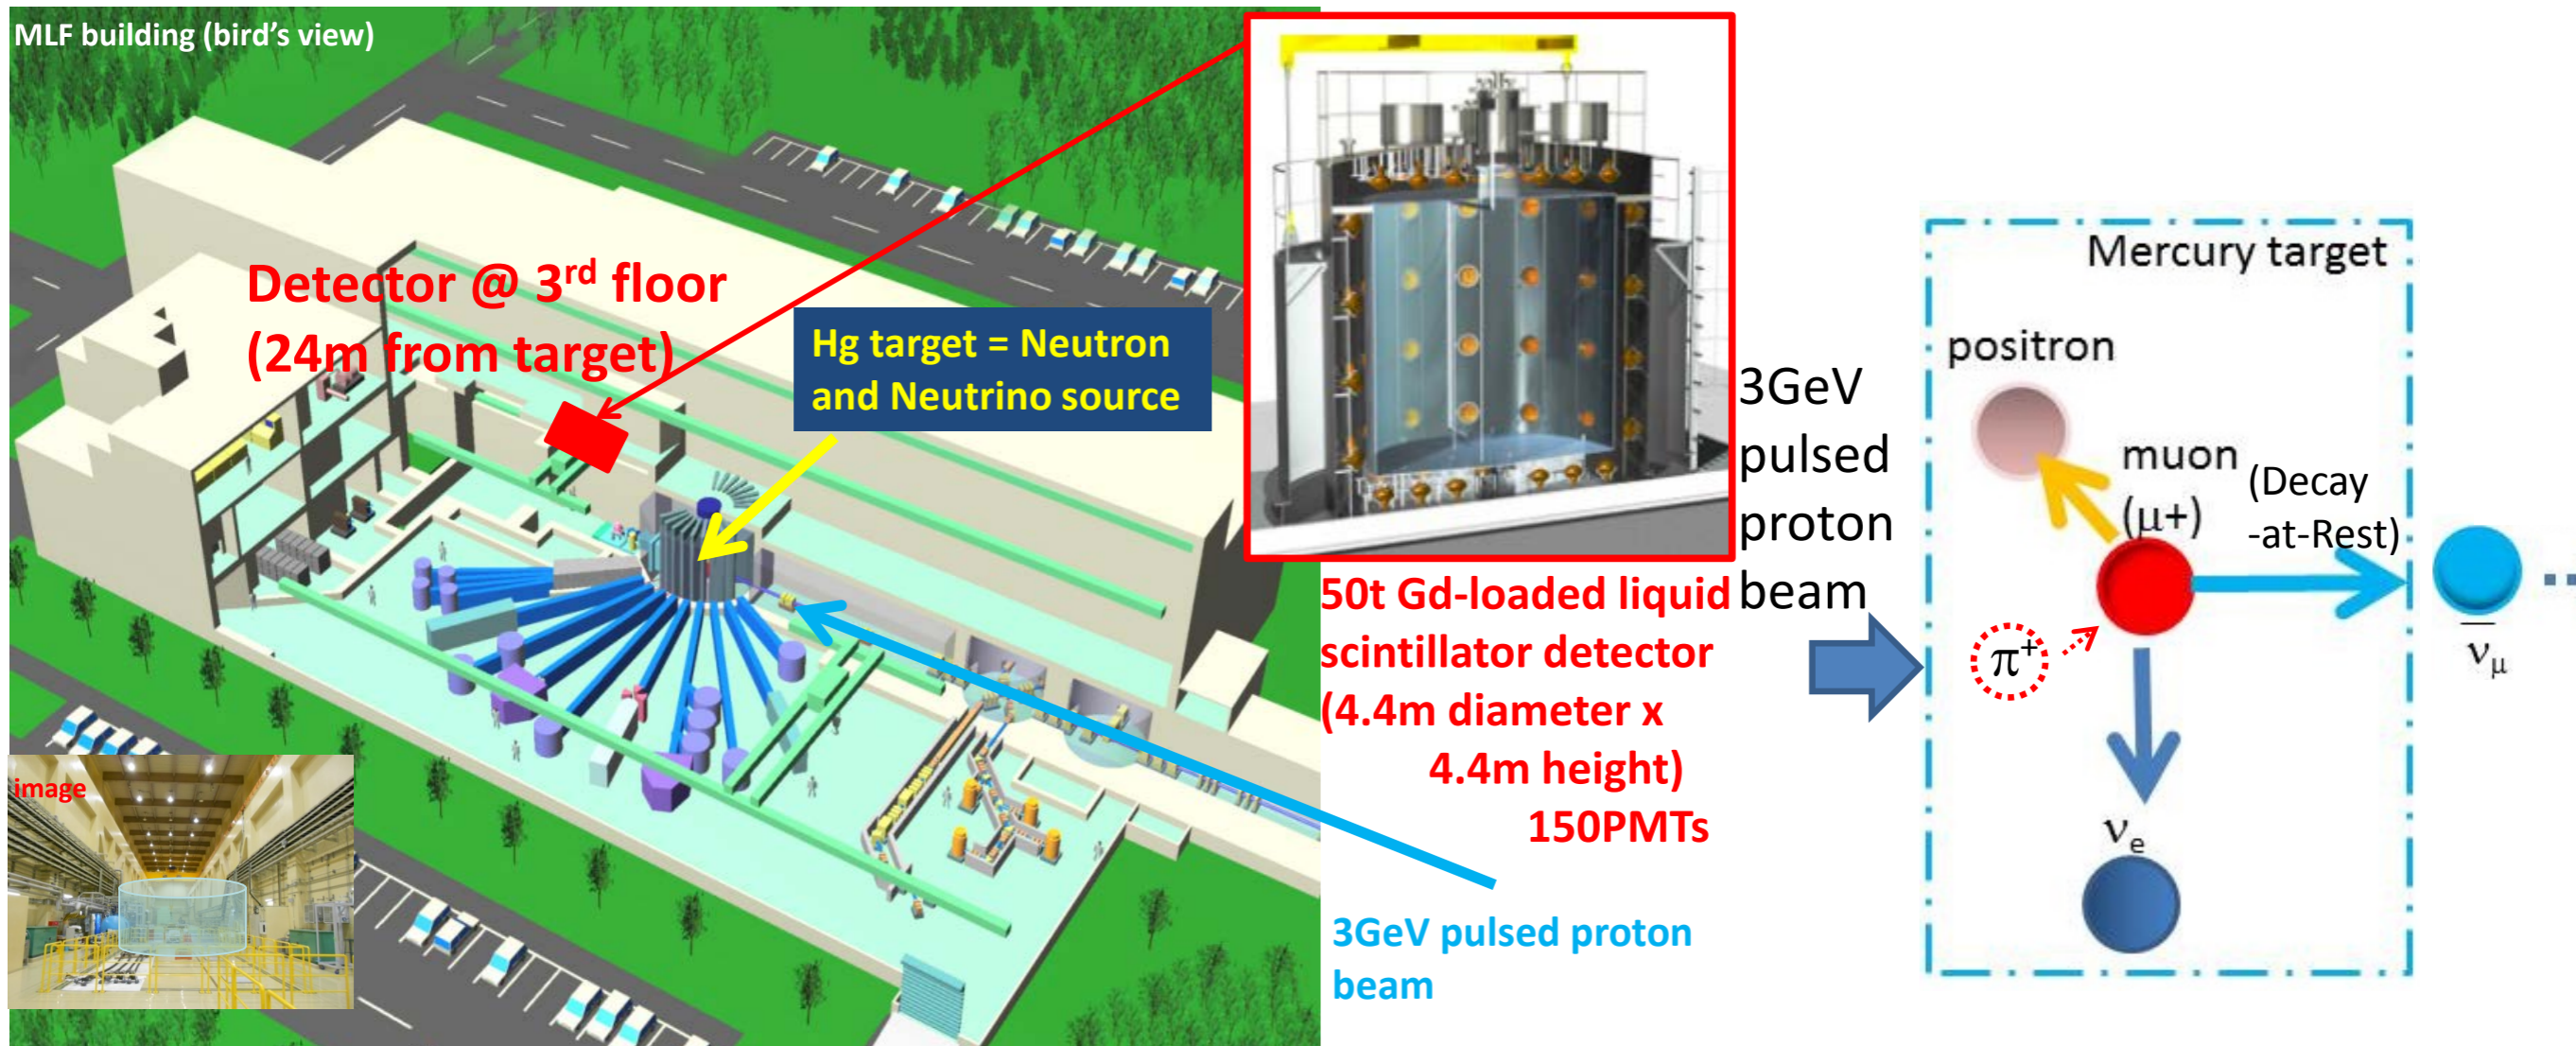 MLF building (bird's view)
Detector @ 3rd floor
(24m from target)
Hg target = Neutron
and Neutrino source
image
50t Gd-loaded liquid
scintillator detector
(4.4m diameter x
4.4m height)
150PMTs
3GeV pulsed proton
beam
3GeV
pulsed
proton
beam
Mercury target
positron
muon
(μ+)
(Decay
-at-Rest)
π+
ν̅μ
νe